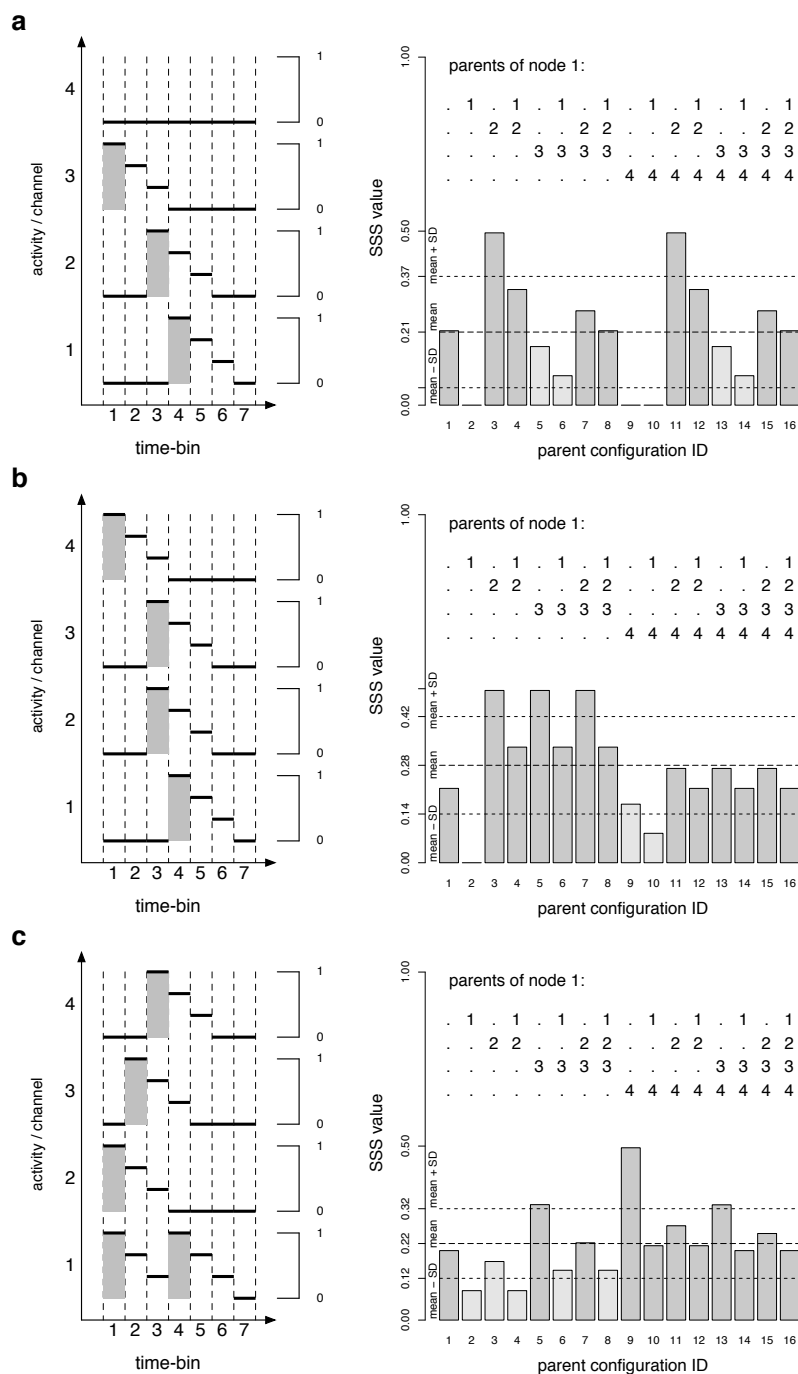 a
4
3
2
1
activity / channel
1
0
1
0
1
0
1
0
1 2 3 4 5 6 7
time-bin
parents of node 1:
. 1 . 1 . 1 . 1 . 1 . 1 . 1 . 1
. . 2 2 . . 2 2 . . 2 2 . . 2 2
. . . . 3 3 3 3 . . . . 3 3 3 3
. . . . . . . . 4 4 4 4 4 4 4 4
SSS value
1.00
0.50
0.37
0.21
0.00
mean + SD
mean
mean − SD
1 2 3 4 5 6 7 8 9 10 11 12 13 14 15 16
parent configuration ID
b
4
3
2
1
activity / channel
1
0
1
0
1
0
1
0
1 2 3 4 5 6 7
time-bin
parents of node 1:
. 1 . 1 . 1 . 1 . 1 . 1 . 1 . 1
. . 2 2 . . 2 2 . . 2 2 . . 2 2
. . . . 3 3 3 3 . . . . 3 3 3 3
. . . . . . . . 4 4 4 4 4 4 4 4
SSS value
1.00
0.42
0.28
0.14
0.00
mean + SD
mean
mean − SD
1 2 3 4 5 6 7 8 9 10 11 12 13 14 15 16
parent configuration ID
c
4
3
2
1
activity / channel
1
0
1
0
1
0
1
0
1 2 3 4 5 6 7
time-bin
parents of node 1:
. 1 . 1 . 1 . 1 . 1 . 1 . 1 . 1
. . 2 2 . . 2 2 . . 2 2 . . 2 2
. . . . 3 3 3 3 . . . . 3 3 3 3
. . . . . . . . 4 4 4 4 4 4 4 4
SSS value
1.00
0.50
0.32
0.22
0.12
0.00
mean + SD
mean
mean − SD
1 2 3 4 5 6 7 8 9 10 11 12 13 14 15 16
parent configuration ID